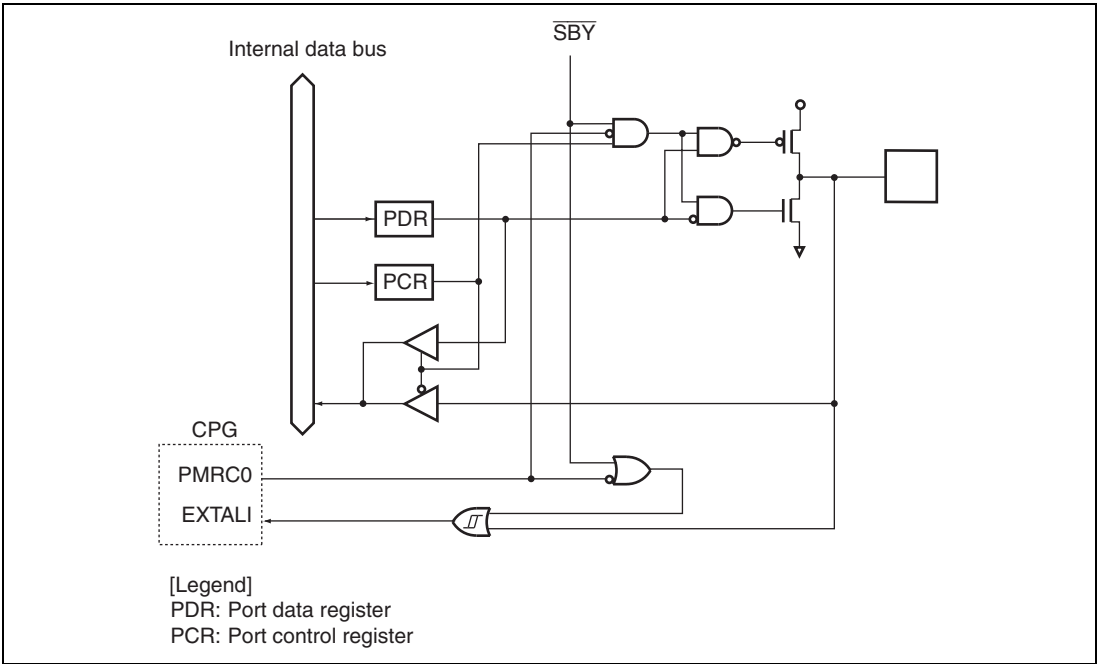 SBY
Internal data bus
PDR
PCR
CPG
PMRC0
EXTALI
[Legend]
PDR: Port data register
PCR: Port control register